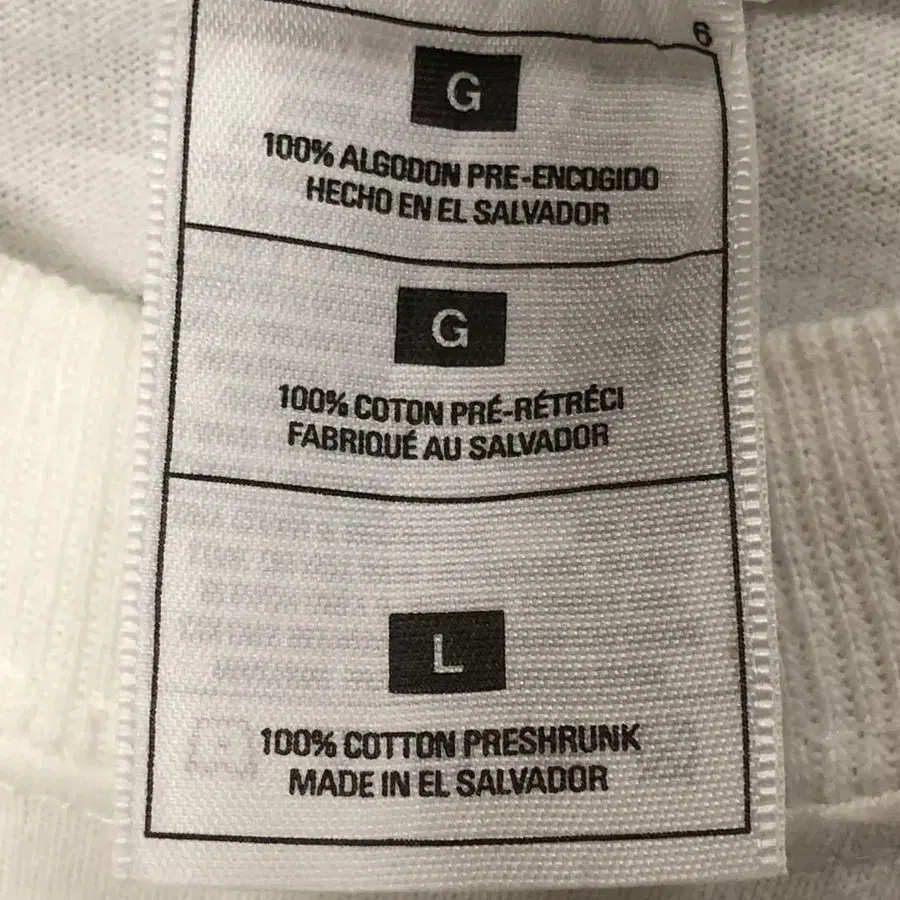 6
G
100% ALGODON PRE-ENCOGIDO
HECHO EN EL SALVADOR
G
100% COTON PRÉ-RÉTRÉCI
FABRIQUÉ AU SALVADOR
L
100% COTTON PRESHRUNK
MADE IN EL SALVADOR